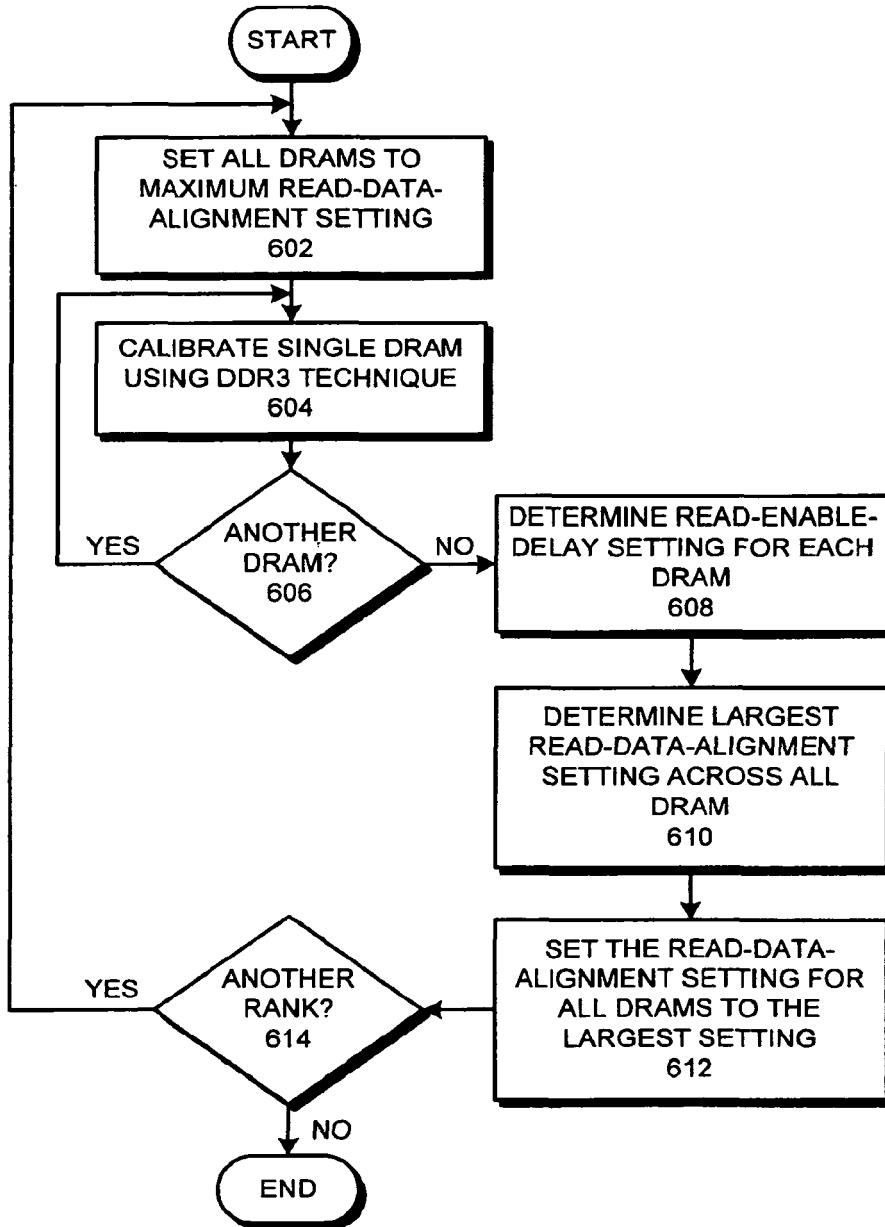 START
SET ALL DRAMS TO
MAXIMUM READ-DATA-
ALIGNMENT SETTING
602
CALIBRATE SINGLE DRAM
USING DDR3 TECHNIQUE
604
YES
ANOTHER
DRAM?
606
NO
DETERMINE READ-ENABLE-
DELAY SETTING FOR EACH
DRAM
608
DETERMINE LARGEST
READ-DATA-ALIGNMENT
SETTING ACROSS ALL
DRAM
610
SET THE READ-DATA-
ALIGNMENT SETTING FOR
ALL DRAMS TO THE
LARGEST SETTING
612
YES
ANOTHER
RANK?
614
NO
END